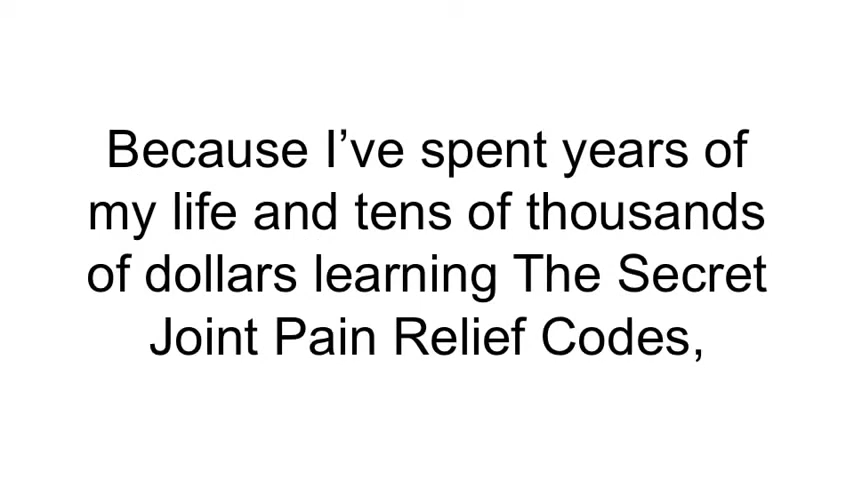 Because I’ve spent years of
my life and tens of thousands
of dollars learning The Secret
Joint Pain Relief Codes,